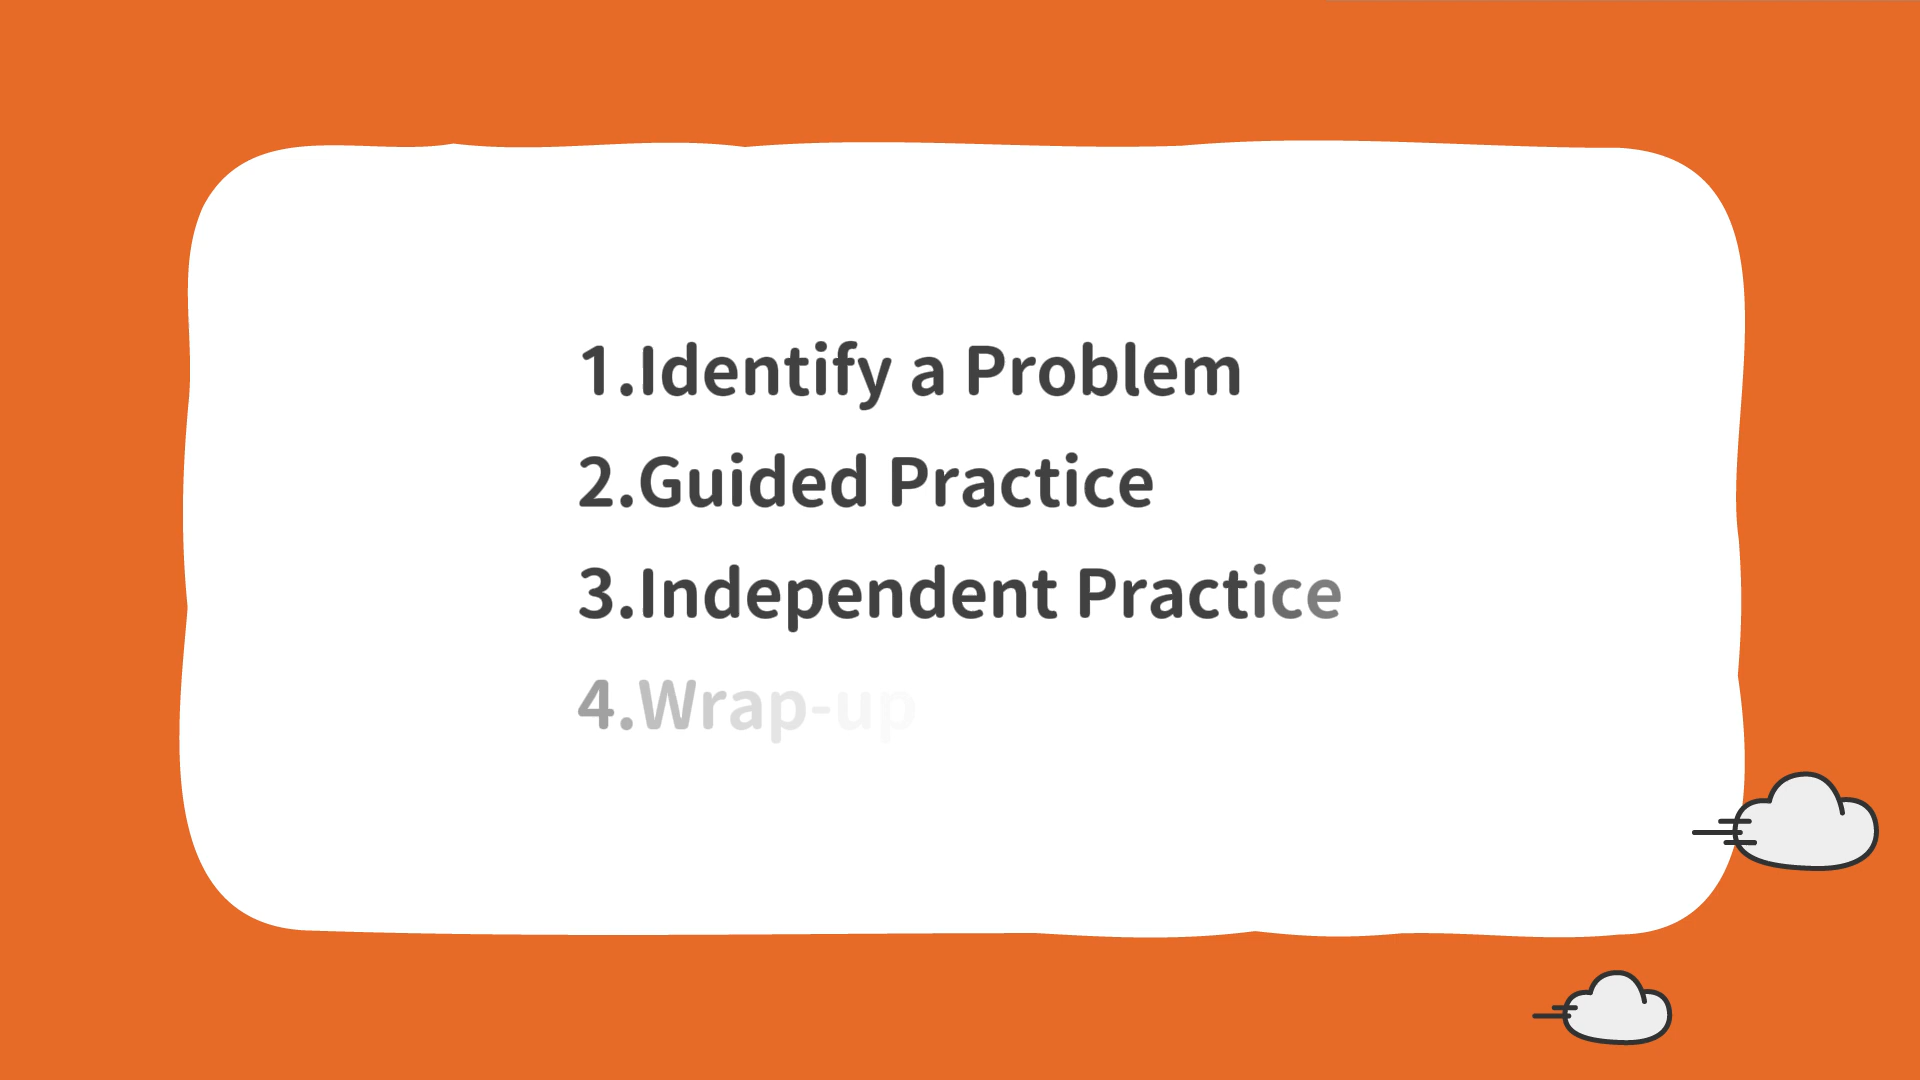 1.Identify a Problem
2.Guided Practice
3.Independent Practice
4.Wrap-up